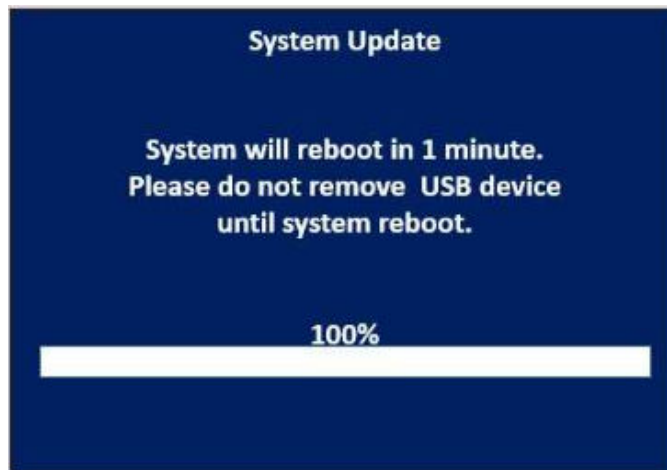 System Update
System will reboot in 1 minute.
Please do not remove  USB device
until system reboot.
100%